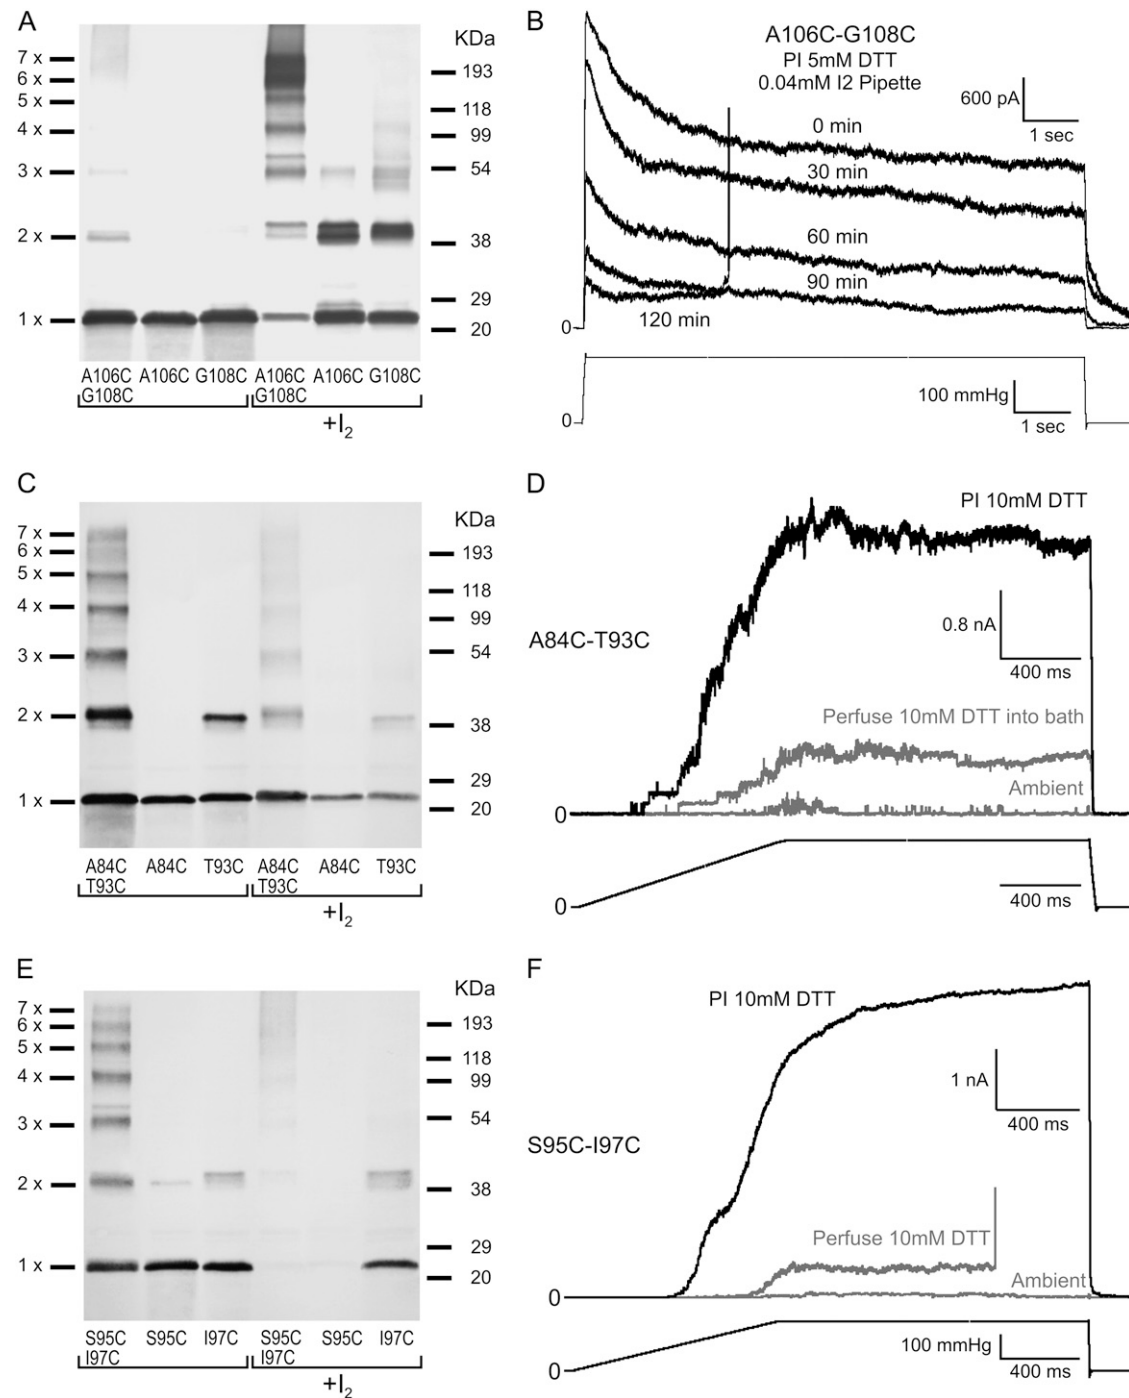 A
KDa
7 x
6 x
5 x
4 x
3 x
2 x
1 x
193
118
99
54
38
29
20
A106C A106C G108C A106C A106C G108C
G108C G108C
+I2
B
A106C-G108C
PI 5mM DTT
0.04mM I2 Pipette
600 pA
1 sec
0 min
30 min
60 min
90 min
120 min
0
100 mmHg
1 sec
0
C
KDa
7 x
6 x
5 x
4 x
3 x
2 x
1 x
193
118
99
54
38
29
20
A84C A84C T93C A84C A84C T93C
T93C T93C
+I2
D
PI 10mM DTT
A84C-T93C
0.8 nA
400 ms
Perfuse 10mM DTT into bath
Ambient
0
0
400 ms
E
KDa
7 x
6 x
5 x
4 x
3 x
2 x
1 x
193
118
99
54
38
29
20
S95C S95C I97C S95C S95C I97C
I97C I97C
+I2
F
PI 10mM DTT
1 nA
400 ms
S95C-I97C
Perfuse 10mM DTT
Ambient
0
100 mmHg
0
400 ms